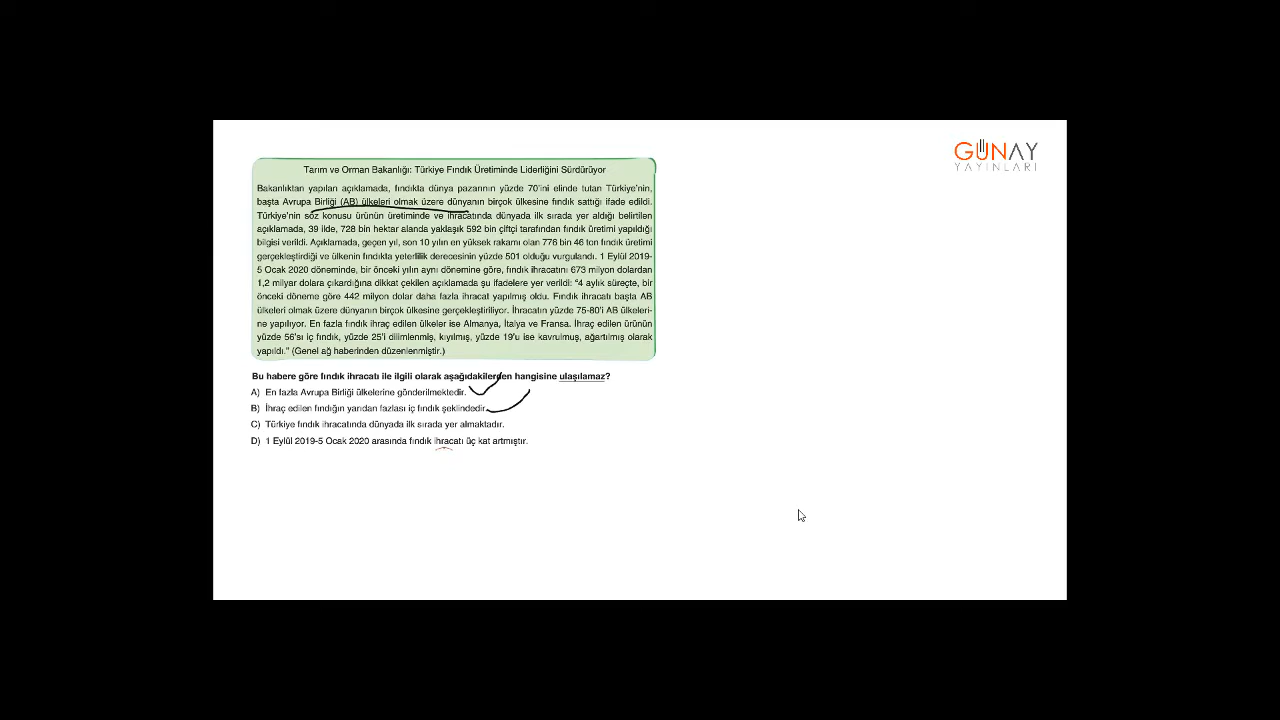 GÜNAY
YAYINLARI
Tarım ve Orman Bakanlığı: Türkiye Fındık Üretiminde Liderliğini Sürdürüyor
Bakanlıktan yapılan açıklamada, fındıkta dünya pazarının yüzde 70'ini elinde tutan Türkiye'nin,
başta Avrupa Birliği (AB) ülkeleri olmak üzere dünyanın birçok ülkesine fındık sattığı ifade edildi.
Türkiye'nin söz konusu ürünün üretiminde ve ihracatında dünyada ilk sırada yer aldığı belirtilen
açıklamada, 39 ilde, 728 bin hektar alanda yaklaşık 592 bin çiftçi tarafından fındık üretimi yapıldığı
bilgisi verildi. Açıklamada, geçen yıl, son 10 yılın en yüksek rakamı olan 776 bin 46 ton fındık üretimi
gerçekleştirdiği ve ülkenin fındıkta yeterlilik derecesinin yüzde 501 olduğu vurgulandı. 1 Eylül 2019-
5 Ocak 2020 döneminde, bir önceki yılın aynı dönemine göre, fındık ihracatını 673 milyon dolardan
1,2 milyar dolara çıkardığına dikkat çekilen açıklamada şu ifadelere yer verildi: "4 aylık süreçte, bir
önceki döneme göre 442 milyon dolar daha fazla ihracat yapılmış oldu. Fındık ihracatı başta AB
ülkeleri olmak üzere dünyanın birçok ülkesine gerçekleştiriliyor. İhracatın yüzde 75-80'i AB ülkeleri-
ne yapılıyor. En fazla fındık ihraç edilen ülkeler ise Almanya, İtalya ve Fransa. İhraç edilen ürünün
yüzde 56'sı iç fındık, yüzde 25'i dilimlenmiş, kıyılmış, yüzde 19'u ise kavrulmuş, ağartılmış olarak
yapıldı." (Genel ağ haberinden düzenlenmiştir.)
Bu habere göre fındık ihracatı ile ilgili olarak aşağıdakilerden hangisine ulaşılamaz?
A) En fazla Avrupa Birliği ülkelerine gönderilmektedir.
B) İhraç edilen fındığın yarıdan fazlası iç fındık şeklindedir.
C) Türkiye fındık ihracatında dünyada ilk sırada yer almaktadır.
D) 1 Eylül 2019-5 Ocak 2020 arasında fındık ihracatı üç kat artmıştır.